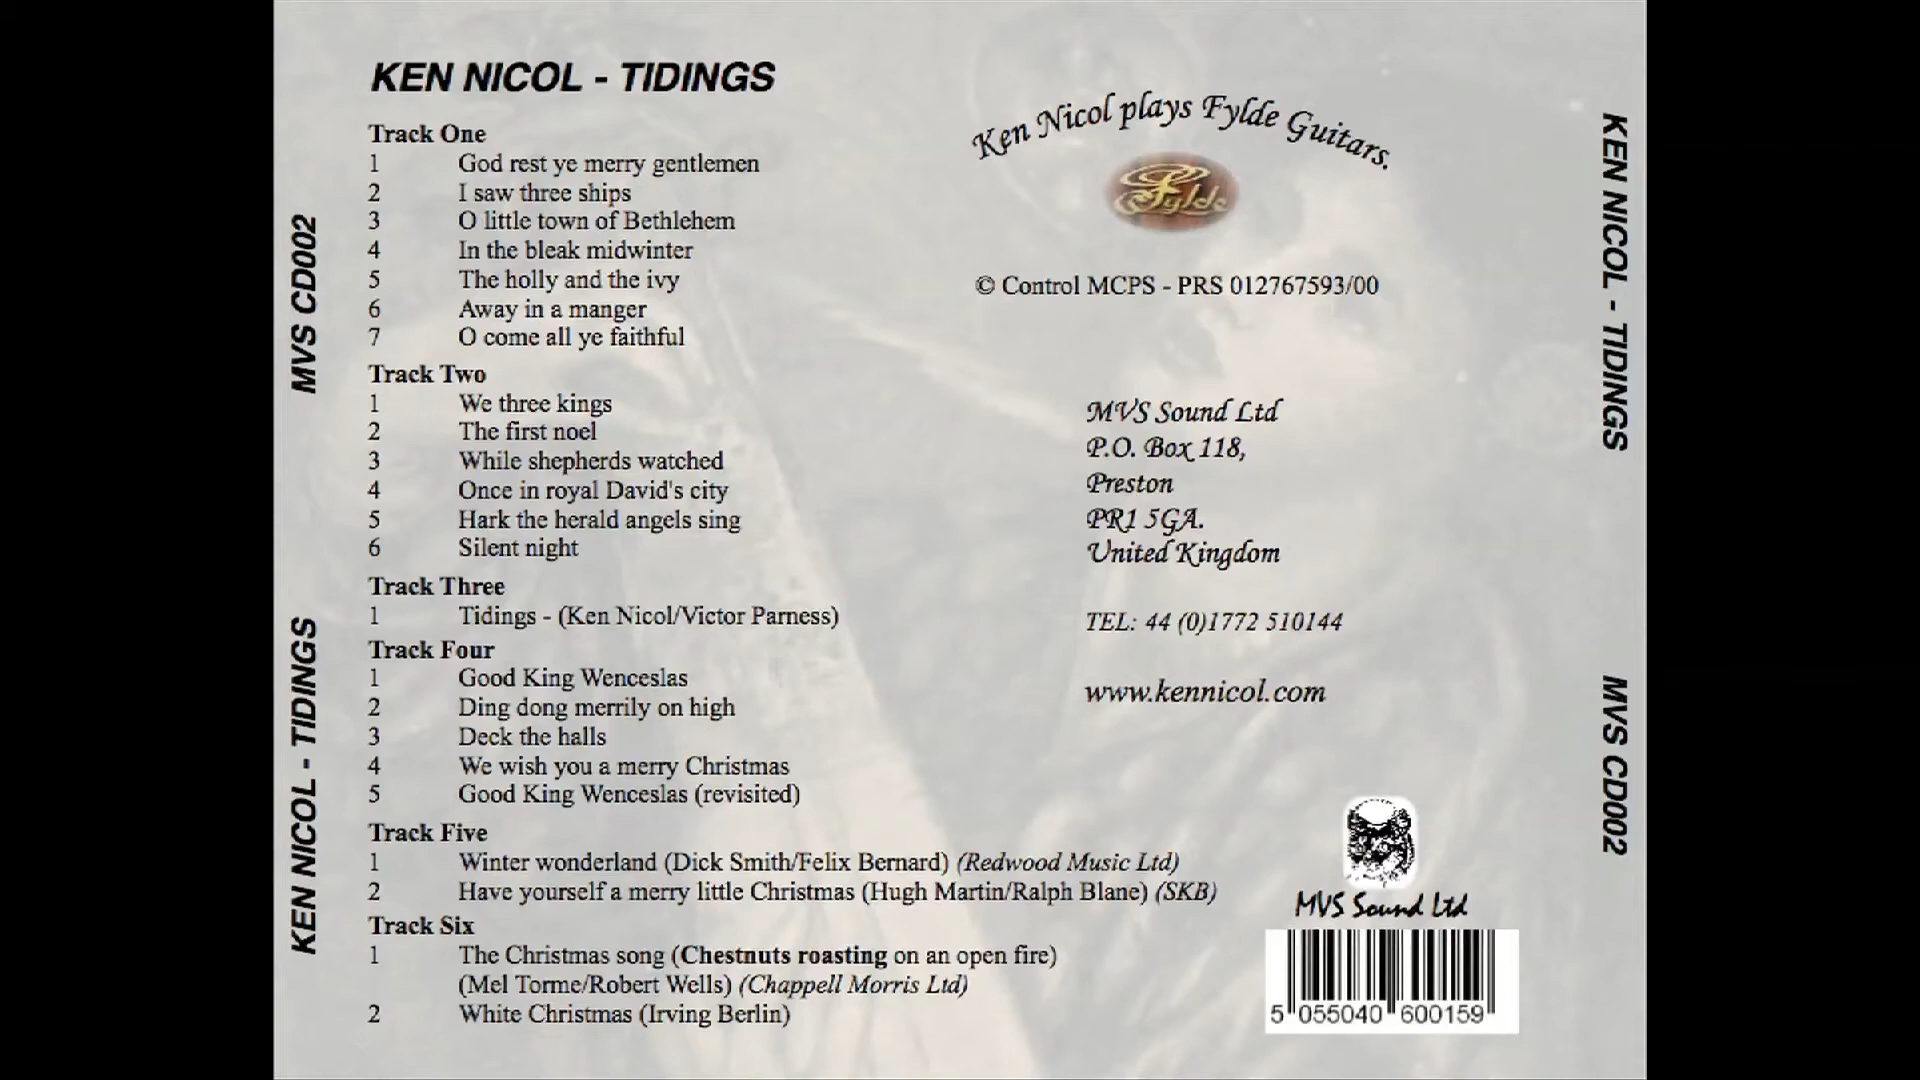 KEN NICOL - TIDINGS
Track One
1 God rest ye merry gentlemen
2 I saw three ships
3 O little town of Bethlehem
4 In the bleak midwinter
5 The holly and the ivy
6 Away in a manger
7 O come all ye faithful
Track Two
1 We three kings
2 The first noel
3 While shepherds watched
4 Once in royal David's city
5 Hark the herald angels sing
6 Silent night
Track Three
1 Tidings - (Ken Nicol/Victor Parness)
Track Four
1 Good King Wenceslas
2 Ding dong merrily on high
3 Deck the halls
4 We wish you a merry Christmas
5 Good King Wenceslas (revisited)
Track Five
1 Winter wonderland (Dick Smith/Felix Bernard) (Redwood Music Ltd)
2 Have yourself a merry little Christmas (Hugh Martin/Ralph Blane) (SKB)
Track Six
1 The Christmas song (Chestnuts roasting on an open fire)
(Mel Torme/Robert Wells) (Chappell Morris Ltd)
2 White Christmas (Irving Berlin)
Ken Nicol plays Fylde Guitars.
Fylde
© Control MCPS - PRS 012767593/00
MVS Sound Ltd
P.O. Box 118,
Preston
PR1 5GA.
United Kingdom
TEL: 44 (0)1772 510144
www.kennicol.com
MVS Sound Ltd
5 055040 600159
KEN NICOL - TIDINGS
MVS CD002
KEN NICOL - TIDINGS
MVS CD002